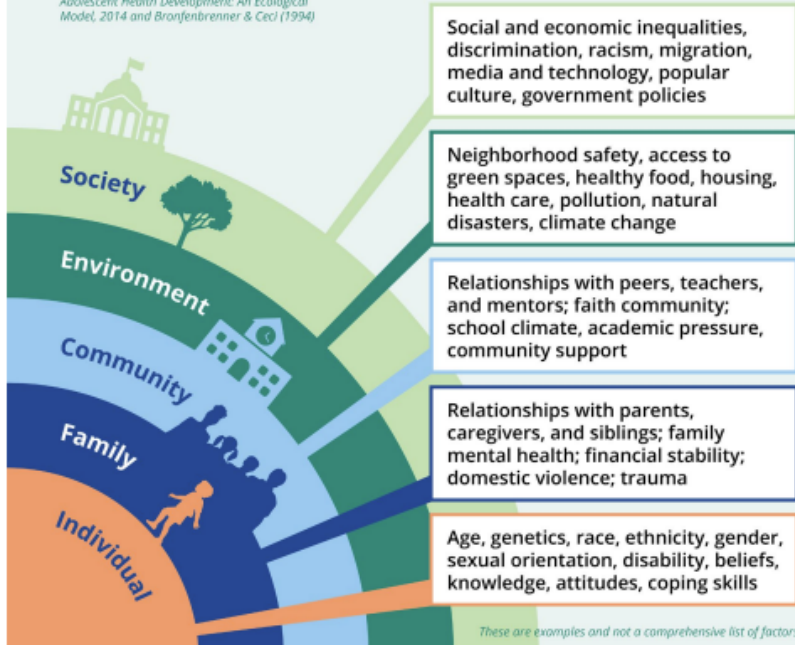 Adolescent Health Development: An Ecological
Model, 2014 and Bronfenbrenner & Ceci (1994)
Society
Social and economic inequalities,
discrimination, racism, migration,
media and technology, popular
culture, government policies
Environment
Neighborhood safety, access to
green spaces, healthy food, housing,
health care, pollution, natural
disasters, climate change
Community
Relationships with peers, teachers,
and mentors; faith community;
school climate, academic pressure,
community support
Family
Relationships with parents,
caregivers, and siblings; family
mental health; financial stability;
domestic violence; trauma
Individual
Age, genetics, race, ethnicity, gender,
sexual orientation, disability, beliefs,
knowledge, attitudes, coping skills
These are examples and not a comprehensive list of factor